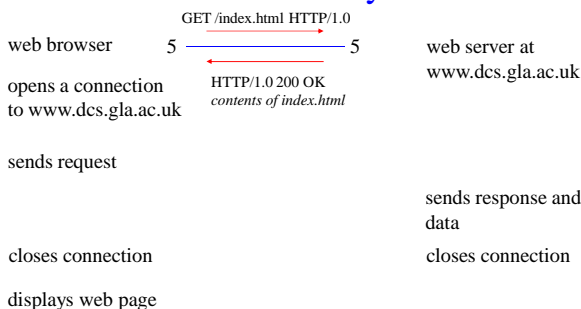 GET /index.html HTTP/1.0
web browser
5
5
web server at
www.dcs.gla.ac.uk
opens a connection
to www.dcs.gla.ac.uk
HTTP/1.0 200 OK
contents of index.html
sends request
sends response and
data
closes connection
closes connection
displays web page